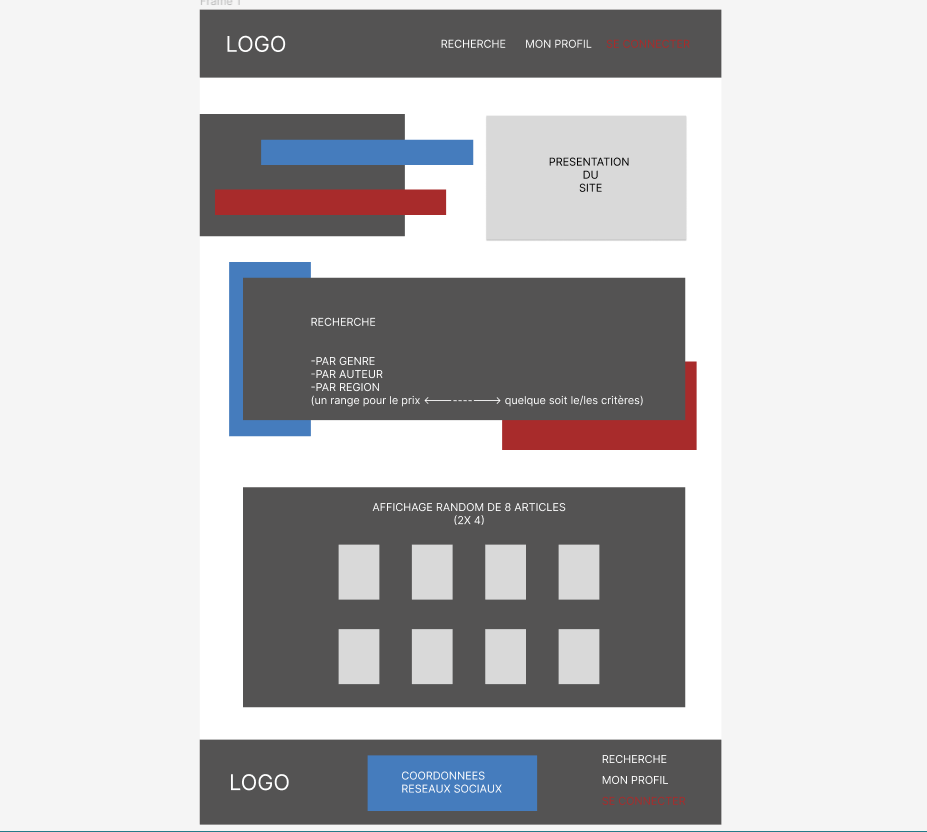 Frame 1
LOGO
RECHERCHE
MON PROFIL
SE CONNECTER
PRESENTATION
DU
SITE
RECHERCHE
-PAR GENRE
-PAR AUTEUR
-PAR REGION
(un range pour le prix <--------> quelque soit le/les critères)
AFFICHAGE RANDOM DE 8 ARTICLES
(2X 4)
LOGO
COORDONNEES
RESEAUX SOCIAUX
RECHERCHE
MON PROFIL
SE CONNECTER